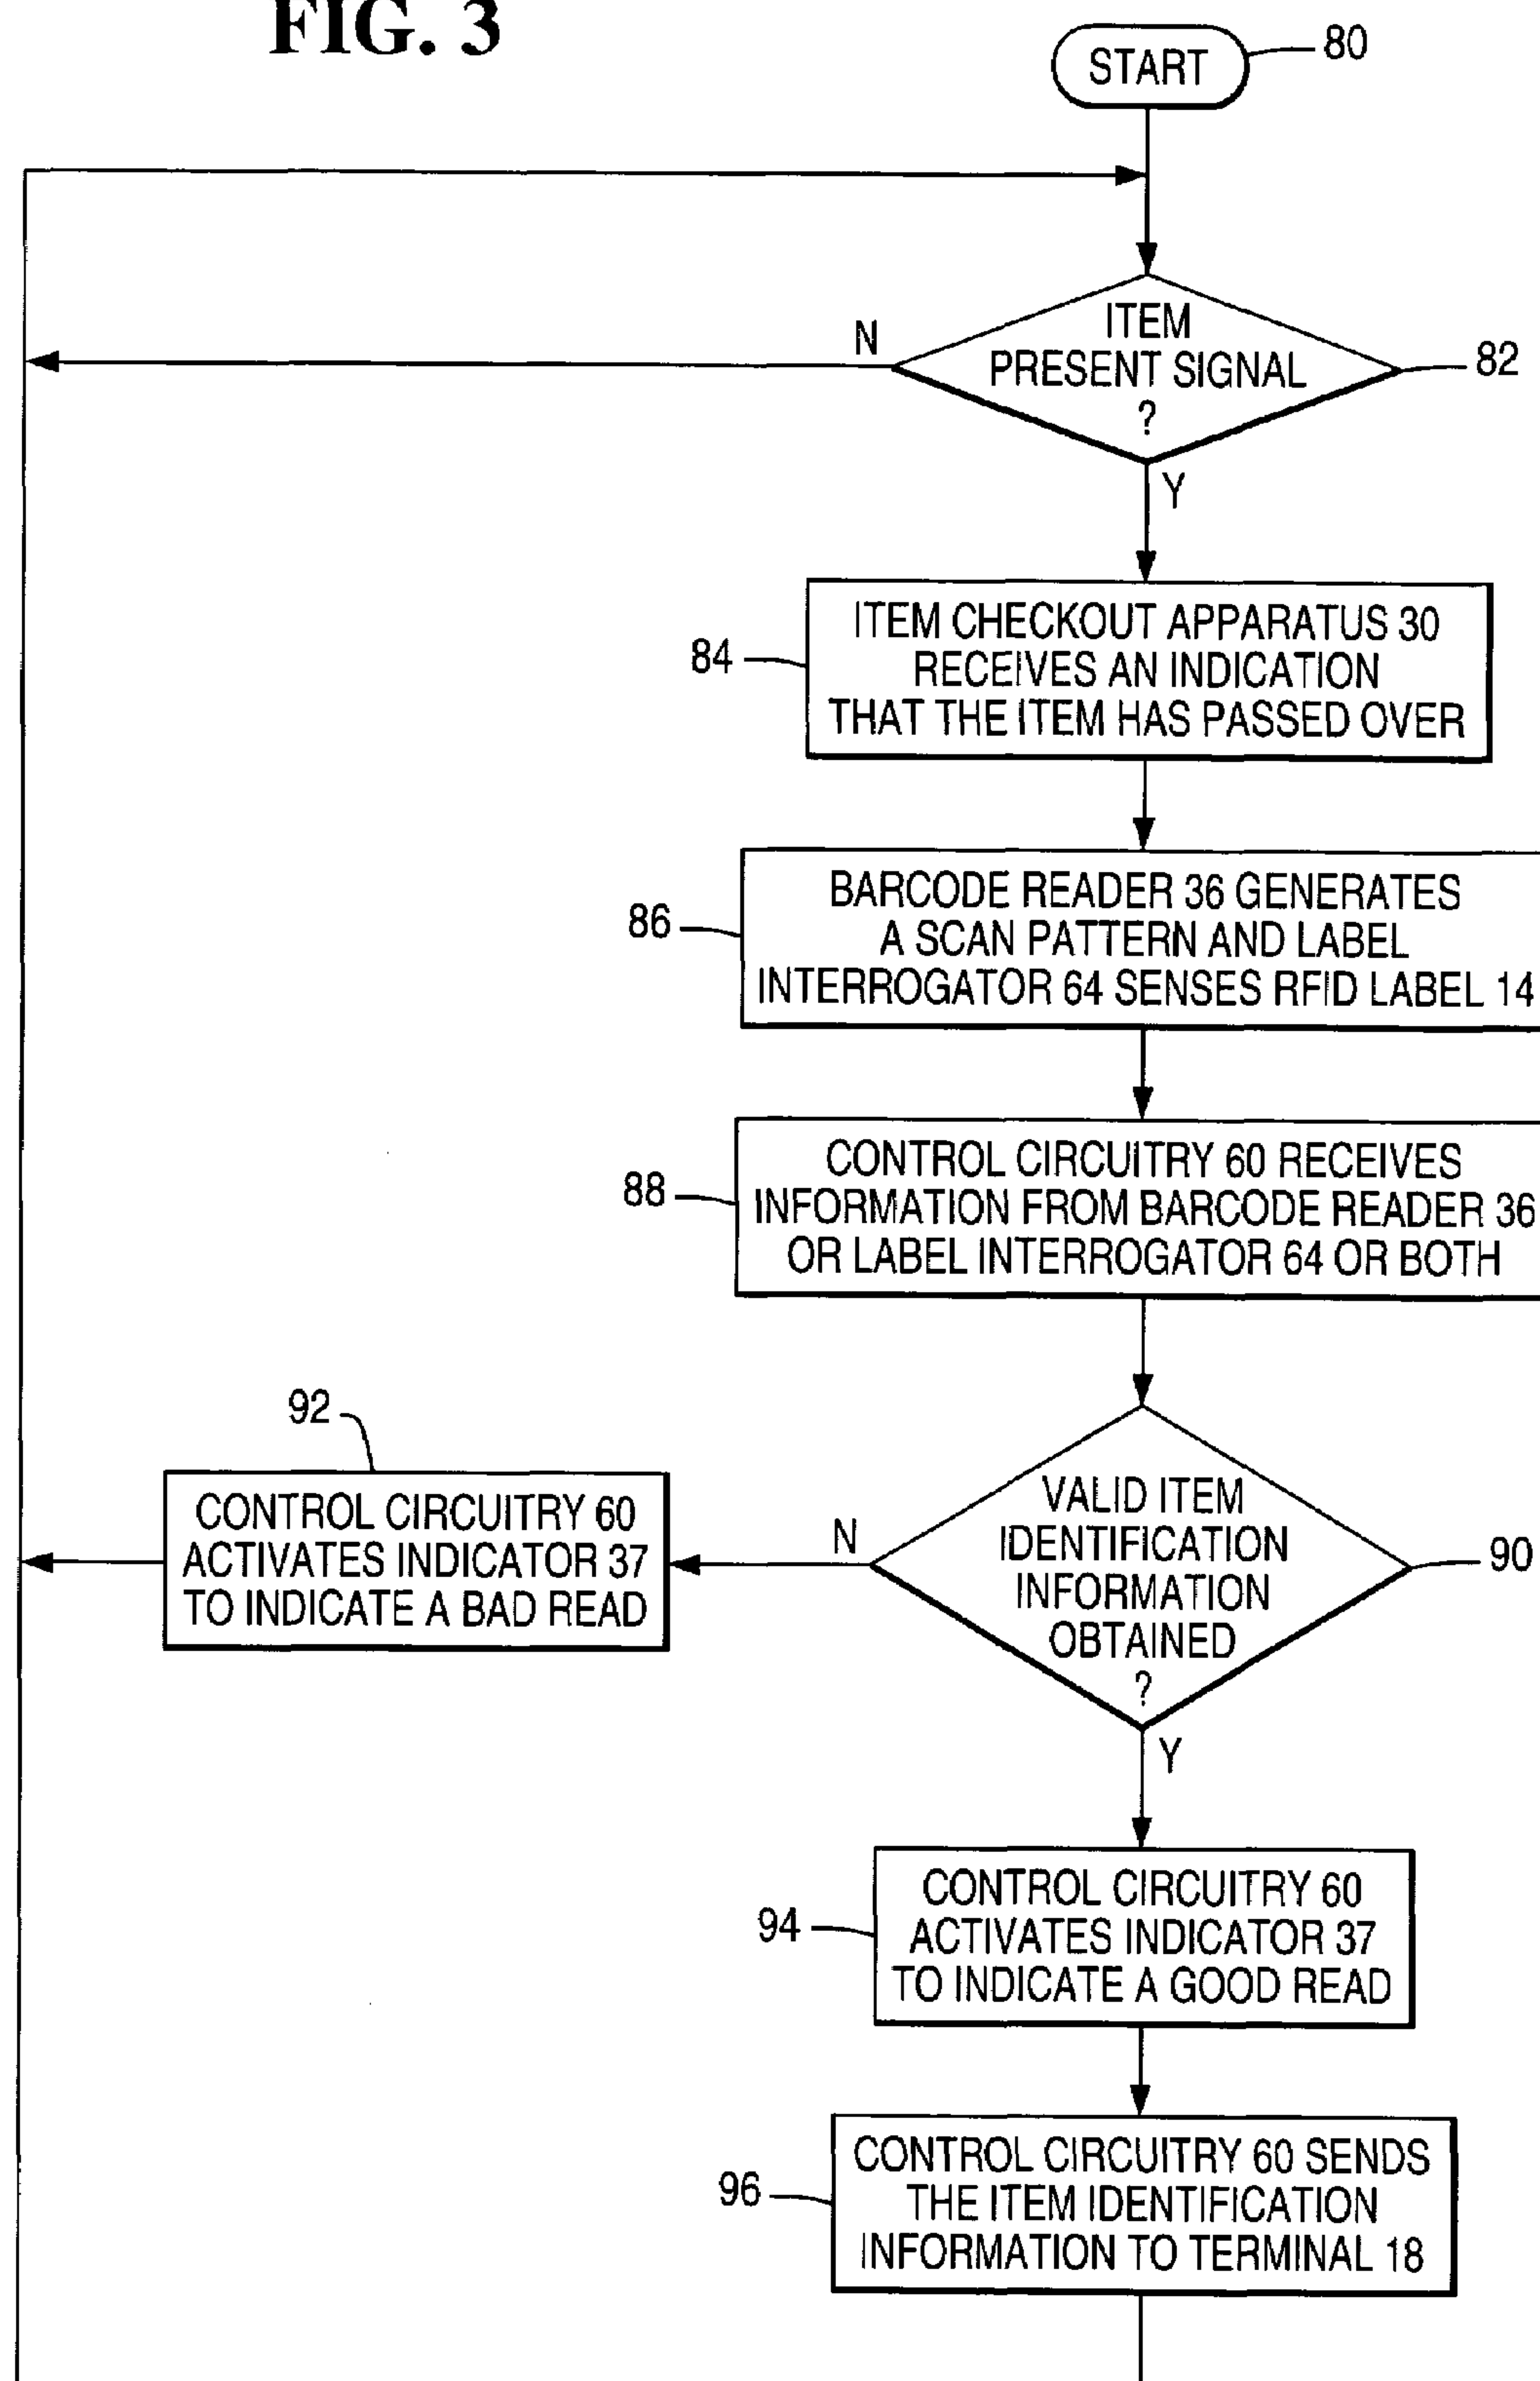 FIG. 3
START
80
N
ITEM
PRESENT SIGNAL
?
82
Y
84
ITEM CHECKOUT APPARATUS 30
RECEIVES AN INDICATION
THAT THE ITEM HAS PASSED OVER
86
BARCODE READER 36 GENERATES
A SCAN PATTERN AND LABEL
INTERROGATOR 64 SENSES RFID LABEL 14
88
CONTROL CIRCUITRY 60 RECEIVES
INFORMATION FROM BARCODE READER 36
OR LABEL INTERROGATOR 64 OR BOTH
92
CONTROL CIRCUITRY 60
ACTIVATES INDICATOR 37
TO INDICATE A BAD READ
N
VALID ITEM
IDENTIFICATION
INFORMATION
OBTAINED
?
90
Y
94
CONTROL CIRCUITRY 60
ACTIVATES INDICATOR 37
TO INDICATE A GOOD READ
96
CONTROL CIRCUITRY 60 SENDS
THE ITEM IDENTIFICATION
INFORMATION TO TERMINAL 18